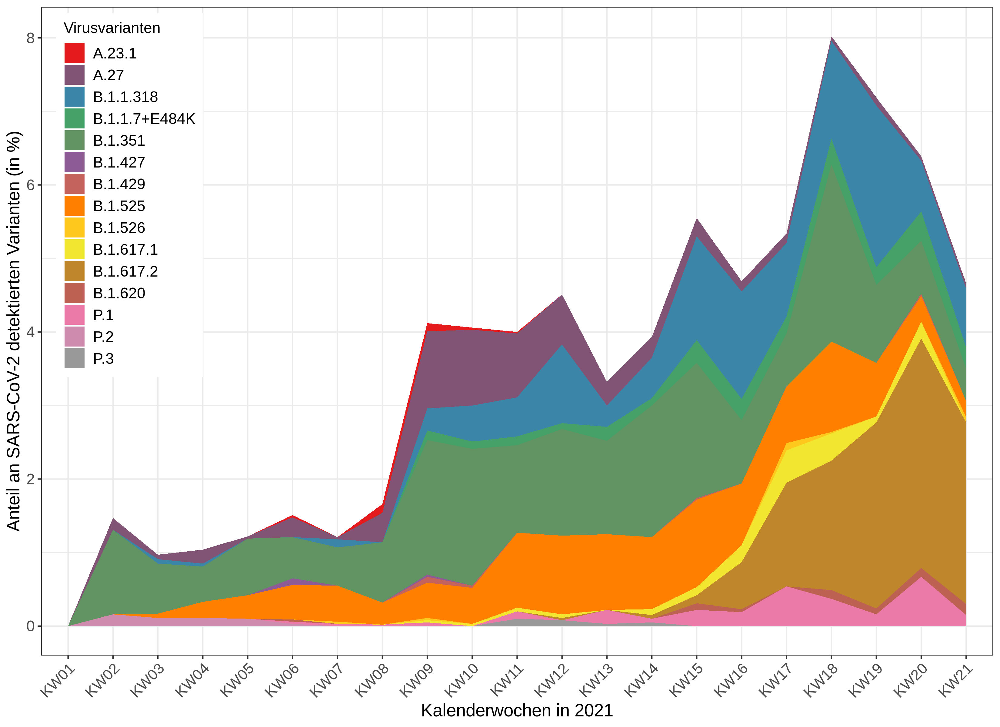 Virusvarianten
A.23.1
A.27
B.1.1.318
B.1.1.7+E484K
B.1.351
B.1.427
B.1.429
B.1.525
B.1.526
B.1.617.1
B.1.617.2
B.1.620
P.1
P.2
P.3
Anteil an SARS-CoV-2 detektierten Varianten (in %)
8
6
4
2
0
KW01
KW02
KW03
KW04
KW05
KW06
KW07
KW08
KW09
KW10
KW11
KW12
KW13
KW14
KW15
KW16
KW17
KW18
KW19
KW20
KW21
Kalenderwochen in 2021